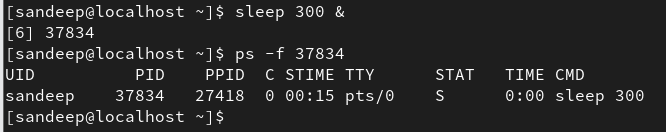 [sandeep@localhost ~]$ sleep 300 &
[6] 37834
[sandeep@localhost ~]$ ps -f 37834
UID          PID    PPID  C STIME TTY      STAT   TIME CMD
sandeep    37834   27418  0 00:15 pts/0    S      0:00 sleep 300
[sandeep@localhost ~]$